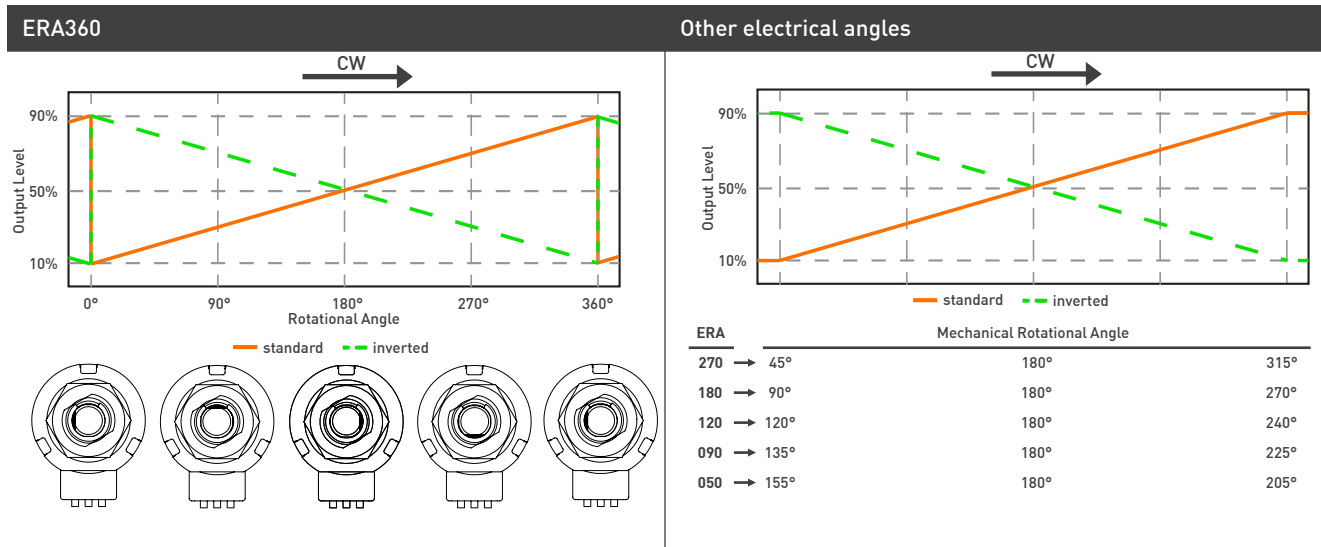 ERA360
CW
90%
50%
10%
Output Level
0° 90° 180° 270° 360°
Rotational Angle
standard inverted
Other electrical angles
CW
90%
50%
10%
Output Level
standard inverted
ERA Mechanical Rotational Angle
270 45° 180° 315°
180 90° 180° 270°
120 120° 180° 240°
090 135° 180° 225°
050 155° 180° 205°